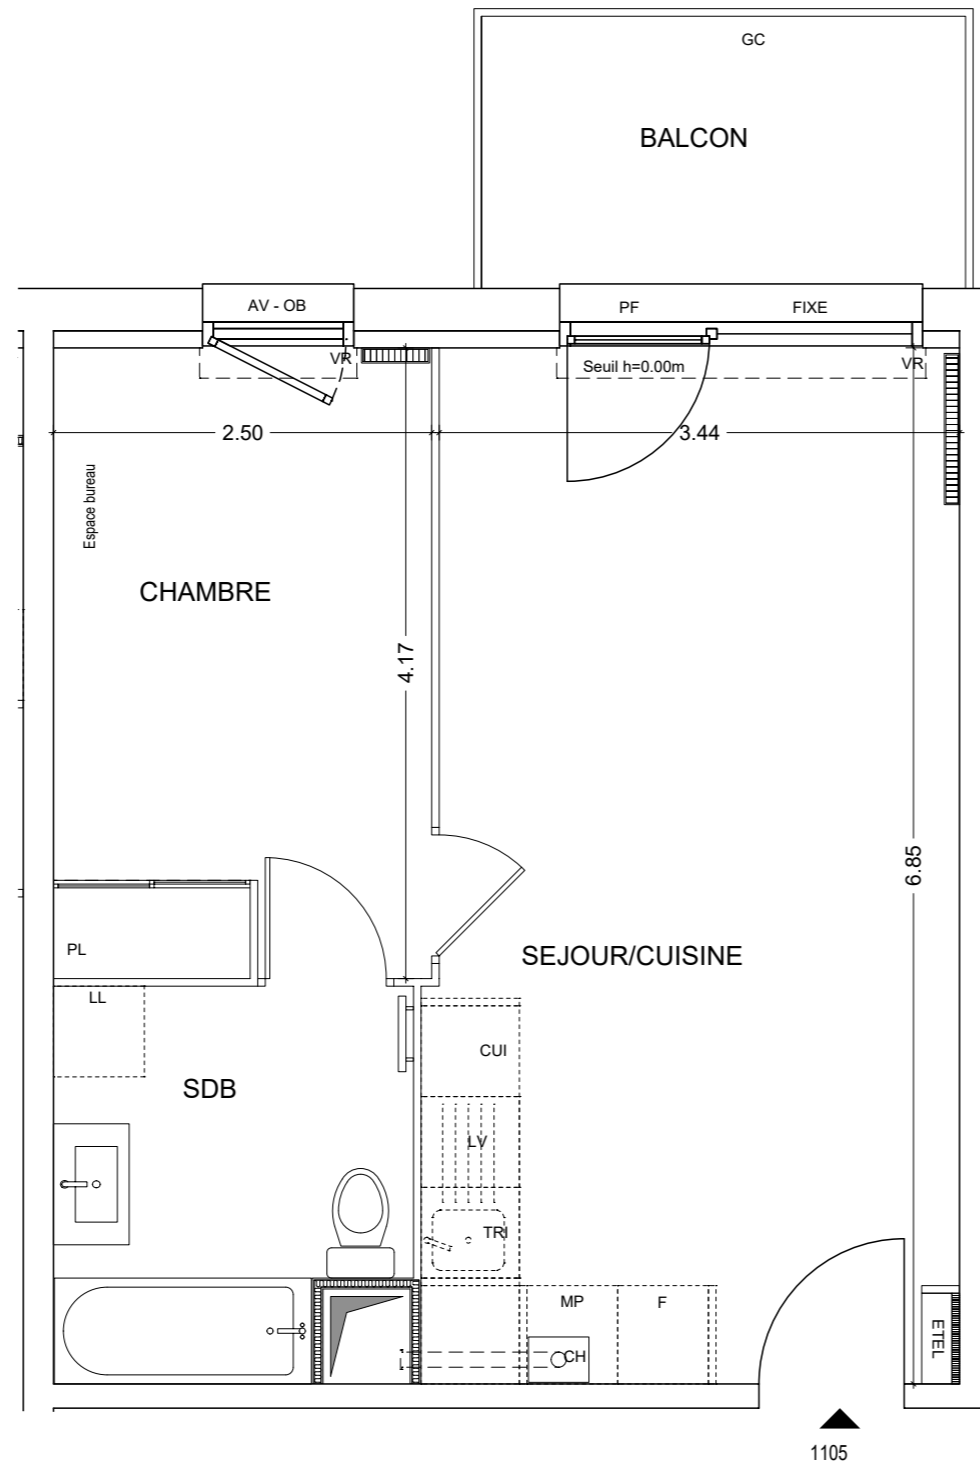 GC
BALCON
AV - OB
PF
FIXE
VR
Seuil h=0.00m
VR
2.50
3.44
Espace bureau
CHAMBRE
4.17
6.85
PL
SEJOUR/CUISINE
LL
CUI
SDB
LV
TRI
MP
F
ETEL
CH
1105